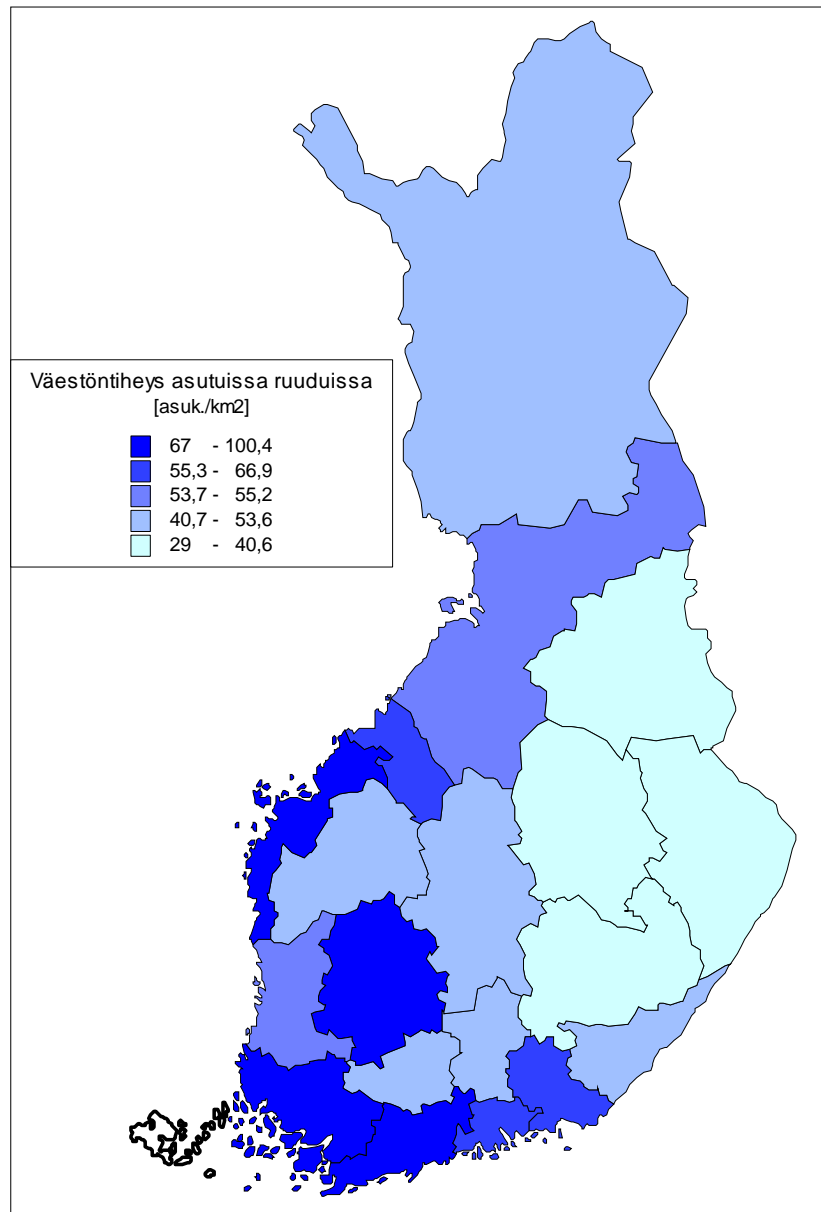 Väestöntiheys asutuissa ruuduissa
[asuk./km2]
67 - 100,4
55,3 - 66,9
53,7 - 55,2
40,7 - 53,6
29 - 40,6